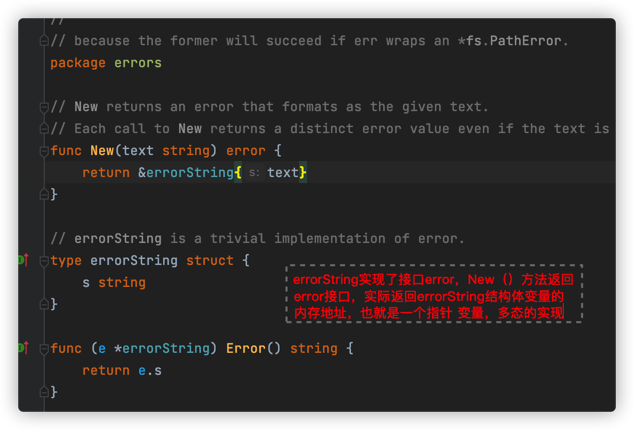 //
// because the former will succeed if err wraps an *fs.PathError.
package errors
// New returns an error that formats as the given text.
// Each call to New returns a distinct error value even if the text is
func New(text string) error {
return &errorString{ s: text}
}
// errorString is a trivial implementation of error.
type errorString struct {
s string
}
errorString实现了接口error，New（）方法返回
error接口，实际返回errorString结构体变量的
内存地址，也就是一个指针 变量，多态的实现
func (e *errorString) Error() string {
return e.s
}